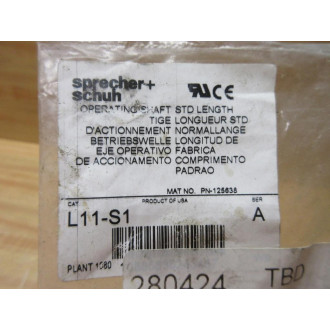 sprecher+
schuh
OPERATING SHAFT STD LENGTH
TIGE LONGUEUR STD.
D'ACTIONNEMENT NORMALLANGE
BETRIEBSWELLE LONGITUD DE
EJE OPERATIVO FABRICA
DE ACCIONAMENTO COMPRIMENTO
PADRAO
MAT NO. PN-125635
CAT PRODUCT OF USA SER
L11-S1 A
PLANT 1080
280424 TBD